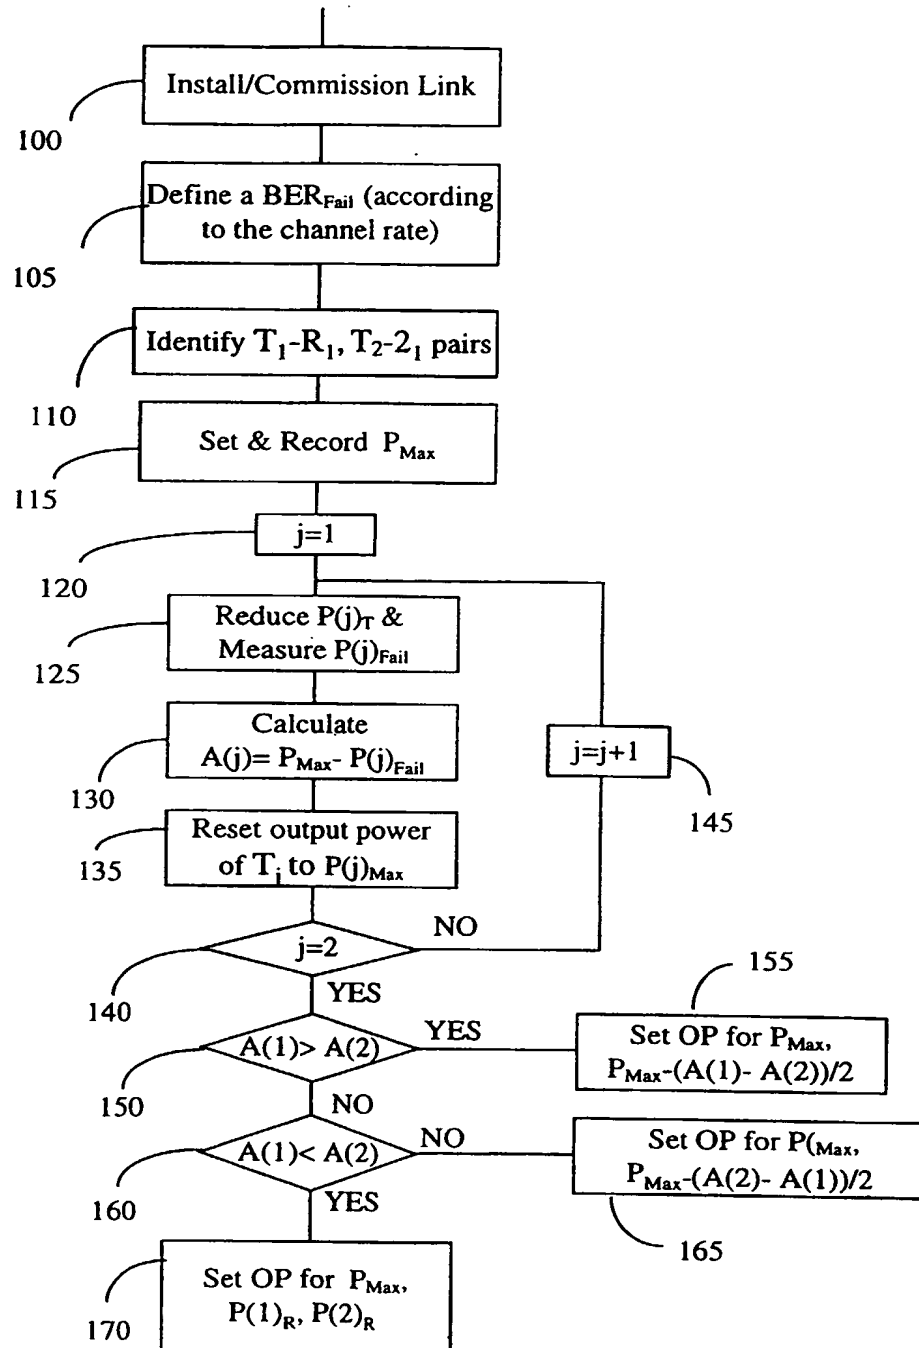 Install/Commission Link
100
Define a BER_Fail (according
to the channel rate)
105
Identify T₁-R₁, T₂-2₁ pairs
110
Set & Record P_Max
115
j=1
120
Reduce P(j)_T &
Measure P(j)_Fail
125
Calculate
A(j)= P_Max- P(j)_Fail
130
j=j+1
145
Reset output power
of T_j to P(j)_Max
135
j=2
NO
140
YES
155
A(1)> A(2)
YES
Set OP for P_Max,
P_Max-(A(1)- A(2))/2
150
NO
A(1)< A(2)
NO
Set OP for P(_Max,
P_Max-(A(2)- A(1))/2
160
YES
165
Set OP for P_Max,
P(1)_R, P(2)_R
170